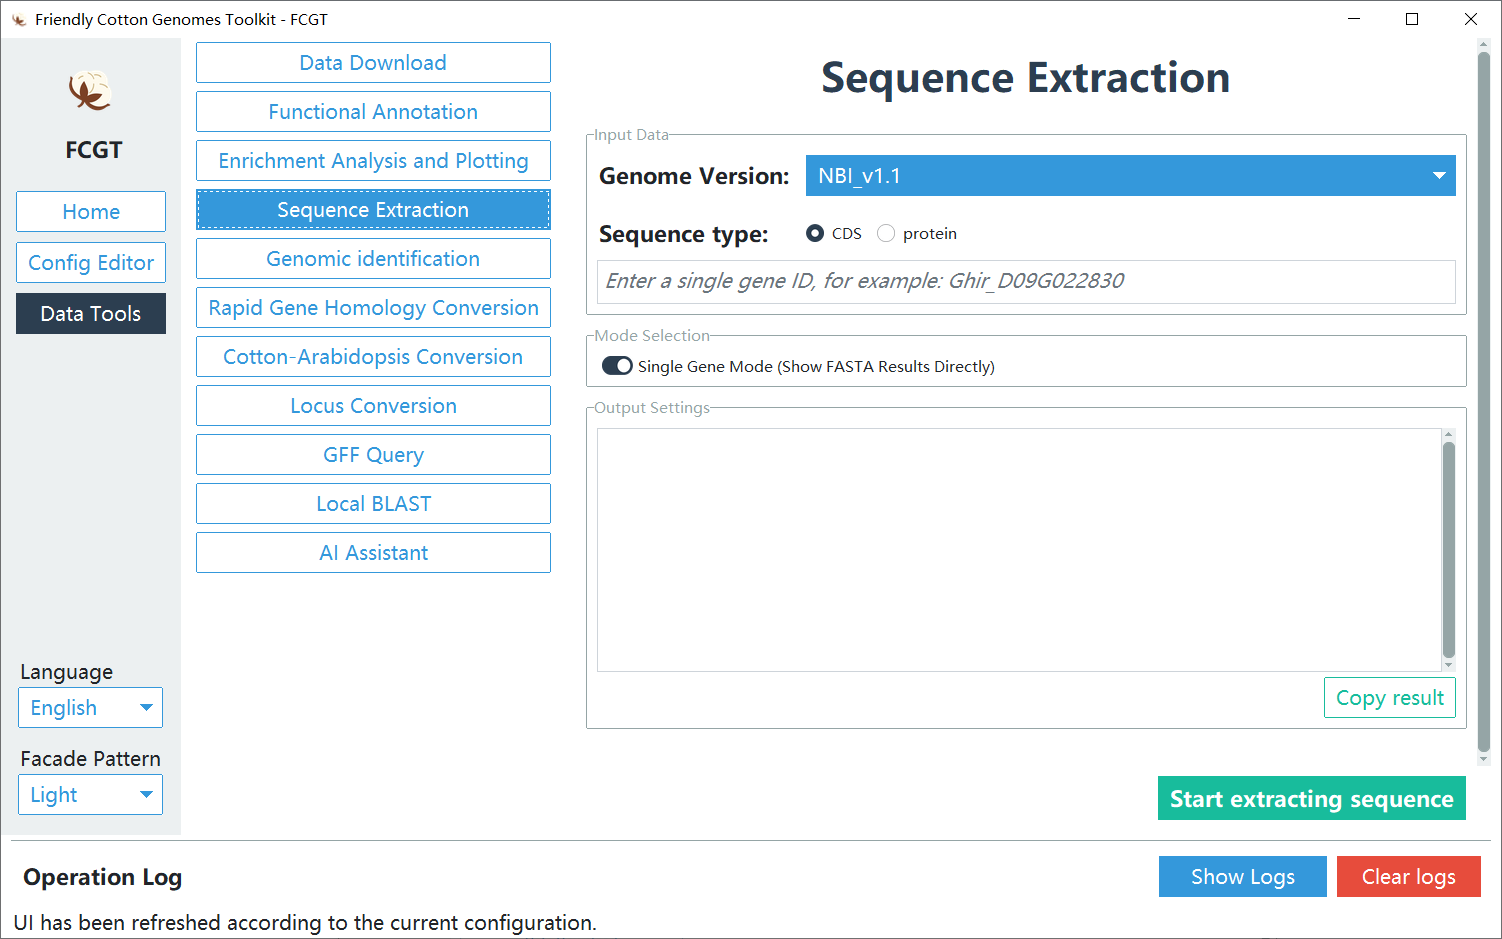 Friendly Cotton Genomes Toolkit - FCGT
FCGT
Home
Config Editor
Data Tools
Language
English
Facade Pattern
Light
Data Download
Functional Annotation
Enrichment Analysis and Plotting
Sequence Extraction
Genomic identification
Rapid Gene Homology Conversion
Cotton-Arabidopsis Conversion
Locus Conversion
GFF Query
Local BLAST
AI Assistant
Sequence Extraction
Input Data
Genome Version: NBI_v1.1
Sequence type: CDS protein
Enter a single gene ID, for example: Ghir_D09G022830
Mode Selection
Single Gene Mode (Show FASTA Results Directly)
Output Settings
Copy result
Start extracting sequence
Operation Log
Show Logs
Clear logs
UI has been refreshed according to the current configuration.